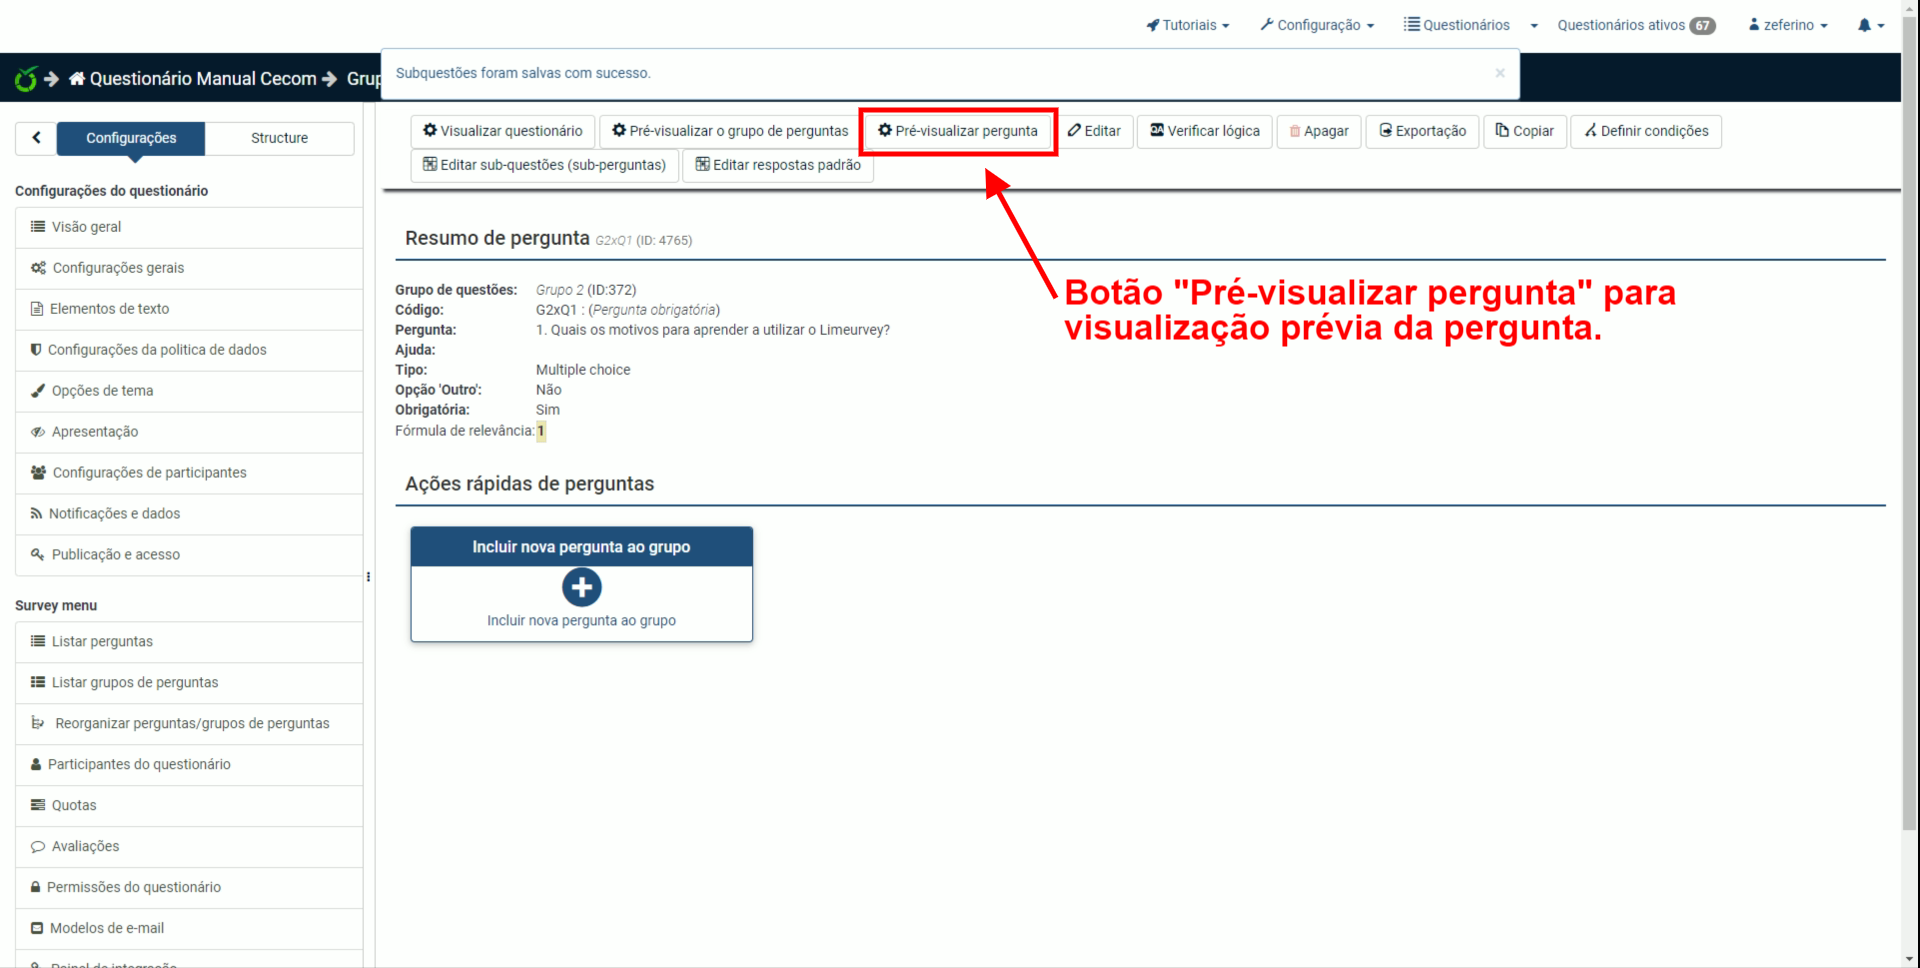 Tutoriais
Configuração
Questionários
Questionários ativos 67
zeferino
Questionário Manual Cecom
Grup
Subquestões foram salvas com sucesso.
×
Configurações
Structure
Visualizar questionário
Pré-visualizar o grupo de perguntas
Pré-visualizar pergunta
Editar
Verificar lógica
Apagar
Exportação
Copiar
Definir condições
Editar sub-questões (sub-perguntas)
Editar respostas padrão
Configurações do questionário
Visão geral
Configurações gerais
Elementos de texto
Configurações da politica de dados
Opções de tema
Apresentação
Configurações de participantes
Notificações e dados
Publicação e acesso
Survey menu
Listar perguntas
Listar grupos de perguntas
Reorganizar perguntas/grupos de perguntas
Participantes do questionário
Quotas
Avaliações
Permissões do questionário
Modelos de e-mail
Painel de integração
Resumo de pergunta G2xQ1 (ID: 4765)
Grupo de questões: Grupo 2 (ID:372)
Código: G2xQ1 : (Pergunta obrigatória)
Pergunta: 1. Quais os motivos para aprender a utilizar o Limeurvey?
Ajuda:
Tipo: Multiple choice
Opção 'Outro': Não
Obrigatória: Sim
Fórmula de relevância: 1
Botão "Pré-visualizar pergunta" para
visualização prévia da pergunta.
Ações rápidas de perguntas
Incluir nova pergunta ao grupo
Incluir nova pergunta ao grupo